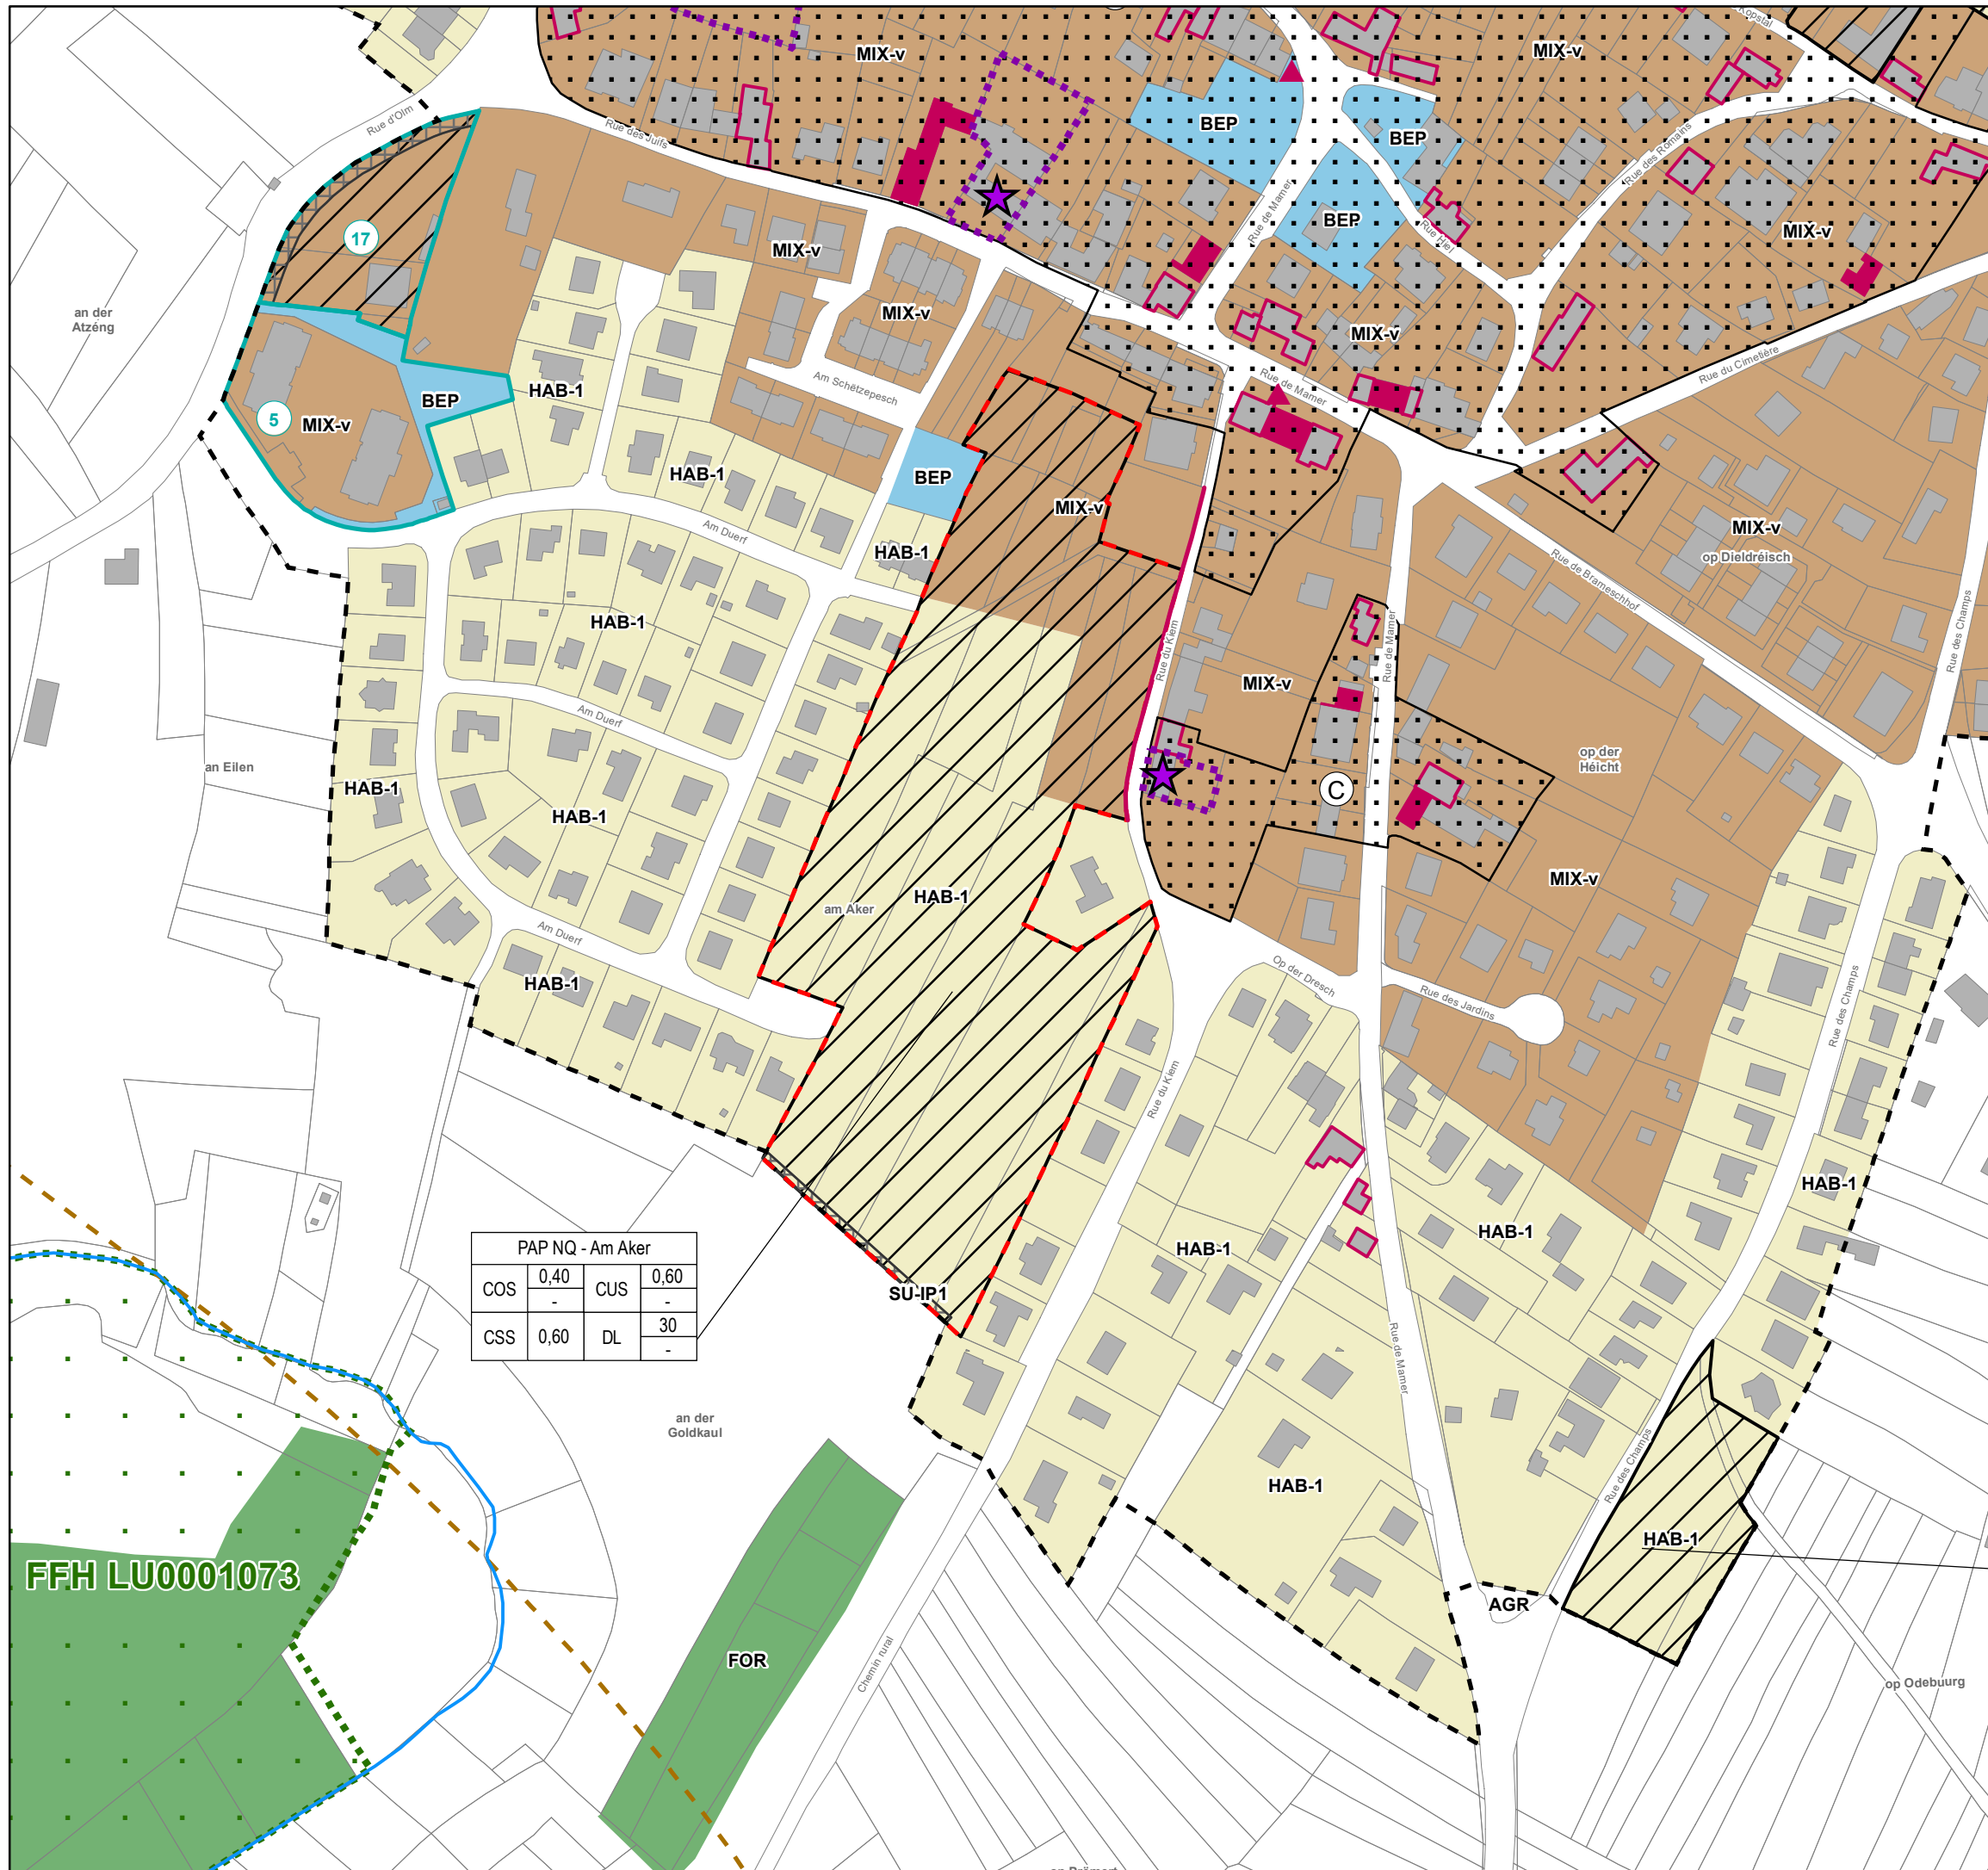 Kopstal
MIX-v
MIX-v
Rue d'Olm
Rue des Juifs
BEP
BEP
Rue des Romains
17
BEP
Rue de Mamer
Rue Hiel
MIX-v
MIX-v
an der
Atzéng
MIX-v
MIX-v
Rue du Cimetière
Am Schëtzepesch
Rue de Mamer
HAB-1
BEP
5
MIX-v
HAB-1
BEP
MIX-v
MIX-v
op Dieldréisch
Am Duerf
HAB-1
Rue de Brameschhof
HAB-1
Rue des Champs
Rue du Kiem
Rue de Mamer
MIX-v
Am Duerf
op der
Héicht
an Eilen
HAB-1
C
HAB-1
MIX-v
HAB-1
am Aker
Am Duerf
HAB-1
Op der Dresch
Rue des Jardins
Rue des Champs
Rue du Kiem
HAB-1
HAB-1
HAB-1
PAP NQ - Am Aker
COS 0,40 CUS 0,60
- -
CSS 0,60 DL 30
-
SU-IP1
Rue de Mamer
an der
Goldkaul
Rue des Champs
HAB-1
HAB-1
FFH LU0001073
AGR
FOR
Chemin rural
op Odebuurg